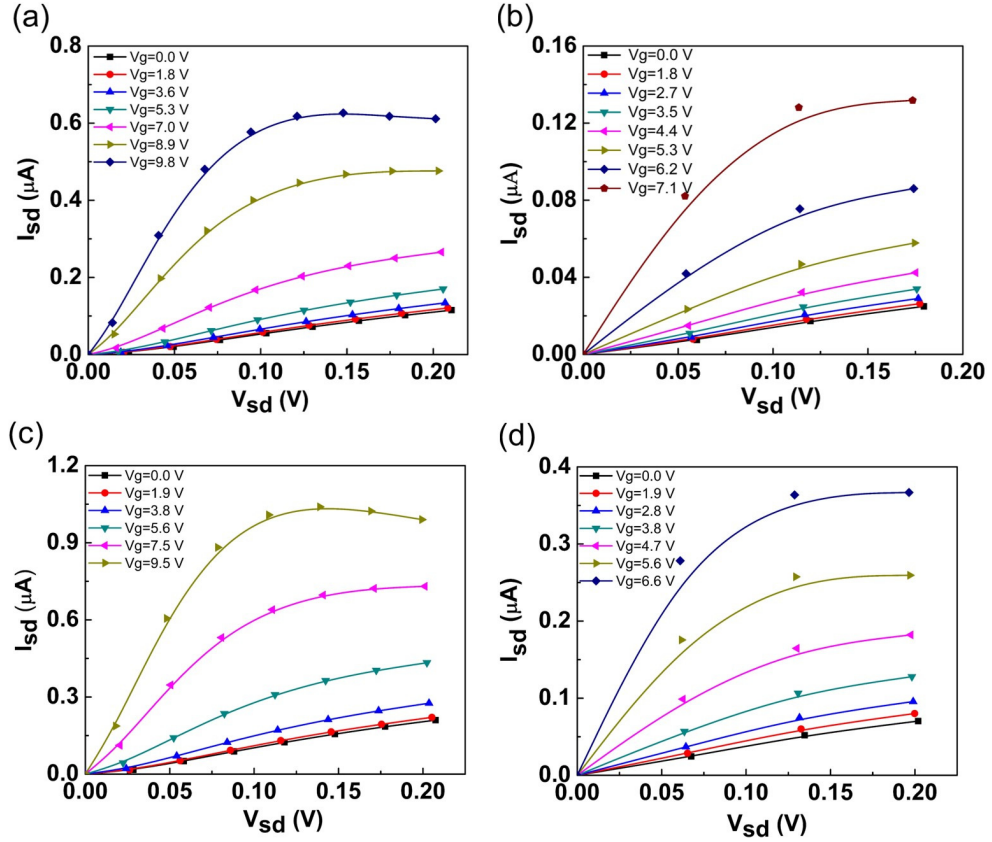 (a)
0.8
0.6
0.4
0.2
0.0
I_sd (μA)
Vg=0.0 V
Vg=1.8 V
Vg=3.6 V
Vg=5.3 V
Vg=7.0 V
Vg=8.9 V
Vg=9.8 V
0.00 0.05 0.10 0.15 0.20
V_sd (V)
(b)
0.16
0.12
0.08
0.04
0.00
I_sd (μA)
Vg=0.0 V
Vg=1.8 V
Vg=2.7 V
Vg=3.5 V
Vg=4.4 V
Vg=5.3 V
Vg=6.2 V
Vg=7.1 V
0.00 0.05 0.10 0.15 0.20
V_sd (V)
(c)
1.2
0.9
0.6
0.3
0.0
I_sd (μA)
Vg=0.0 V
Vg=1.9 V
Vg=3.8 V
Vg=5.6 V
Vg=7.5 V
Vg=9.5 V
0.00 0.05 0.10 0.15 0.20
V_sd (V)
(d)
0.4
0.3
0.2
0.1
0.0
I_sd (μA)
Vg=0.0 V
Vg=1.9 V
Vg=2.8 V
Vg=3.8 V
Vg=4.7 V
Vg=5.6 V
Vg=6.6 V
0.00 0.05 0.10 0.15 0.20
V_sd (V)